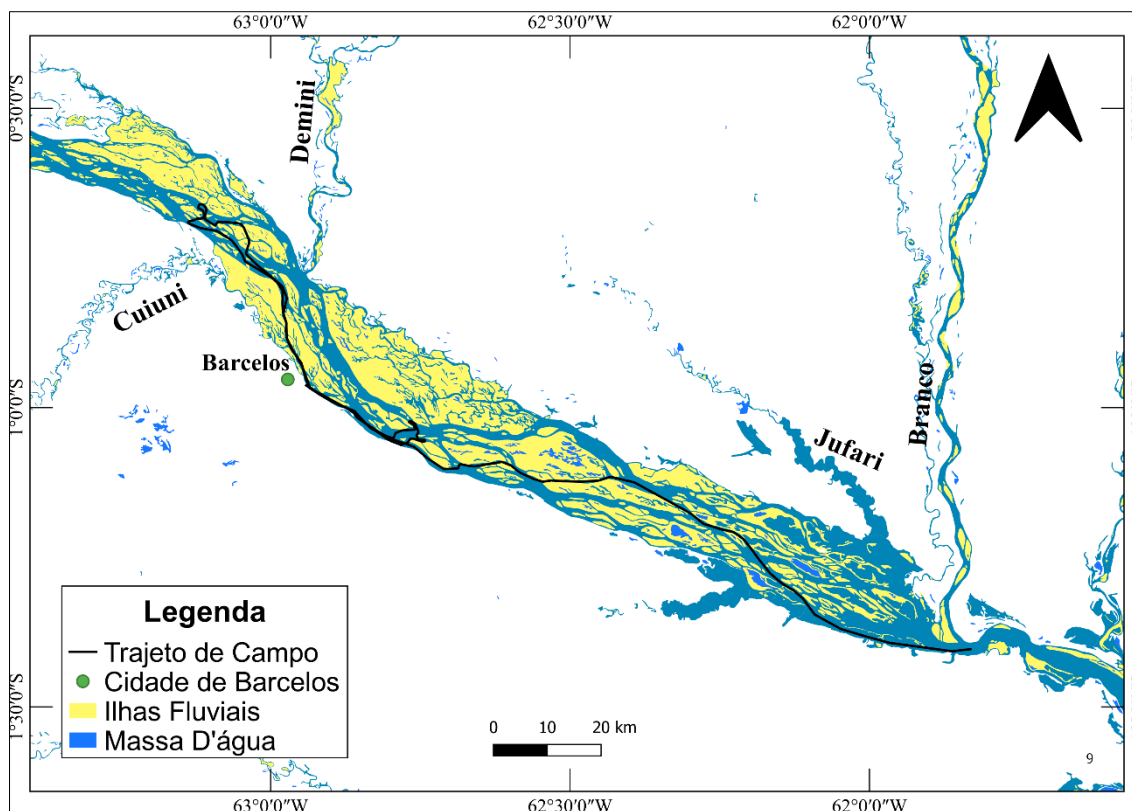 63°0'0"W 62°30'0"W 62°0'0"W
0°30'0"S
Demini
Cuiuni
Barcelos
1°0'0"S
Branco
Jufari
Legenda
Trajeto de Campo
Cidade de Barcelos
Ilhas Fluviais
Massa D'água
1°30'0"S
0 10 20 km
9
63°0'0"W 62°30'0"W 62°0'0"W